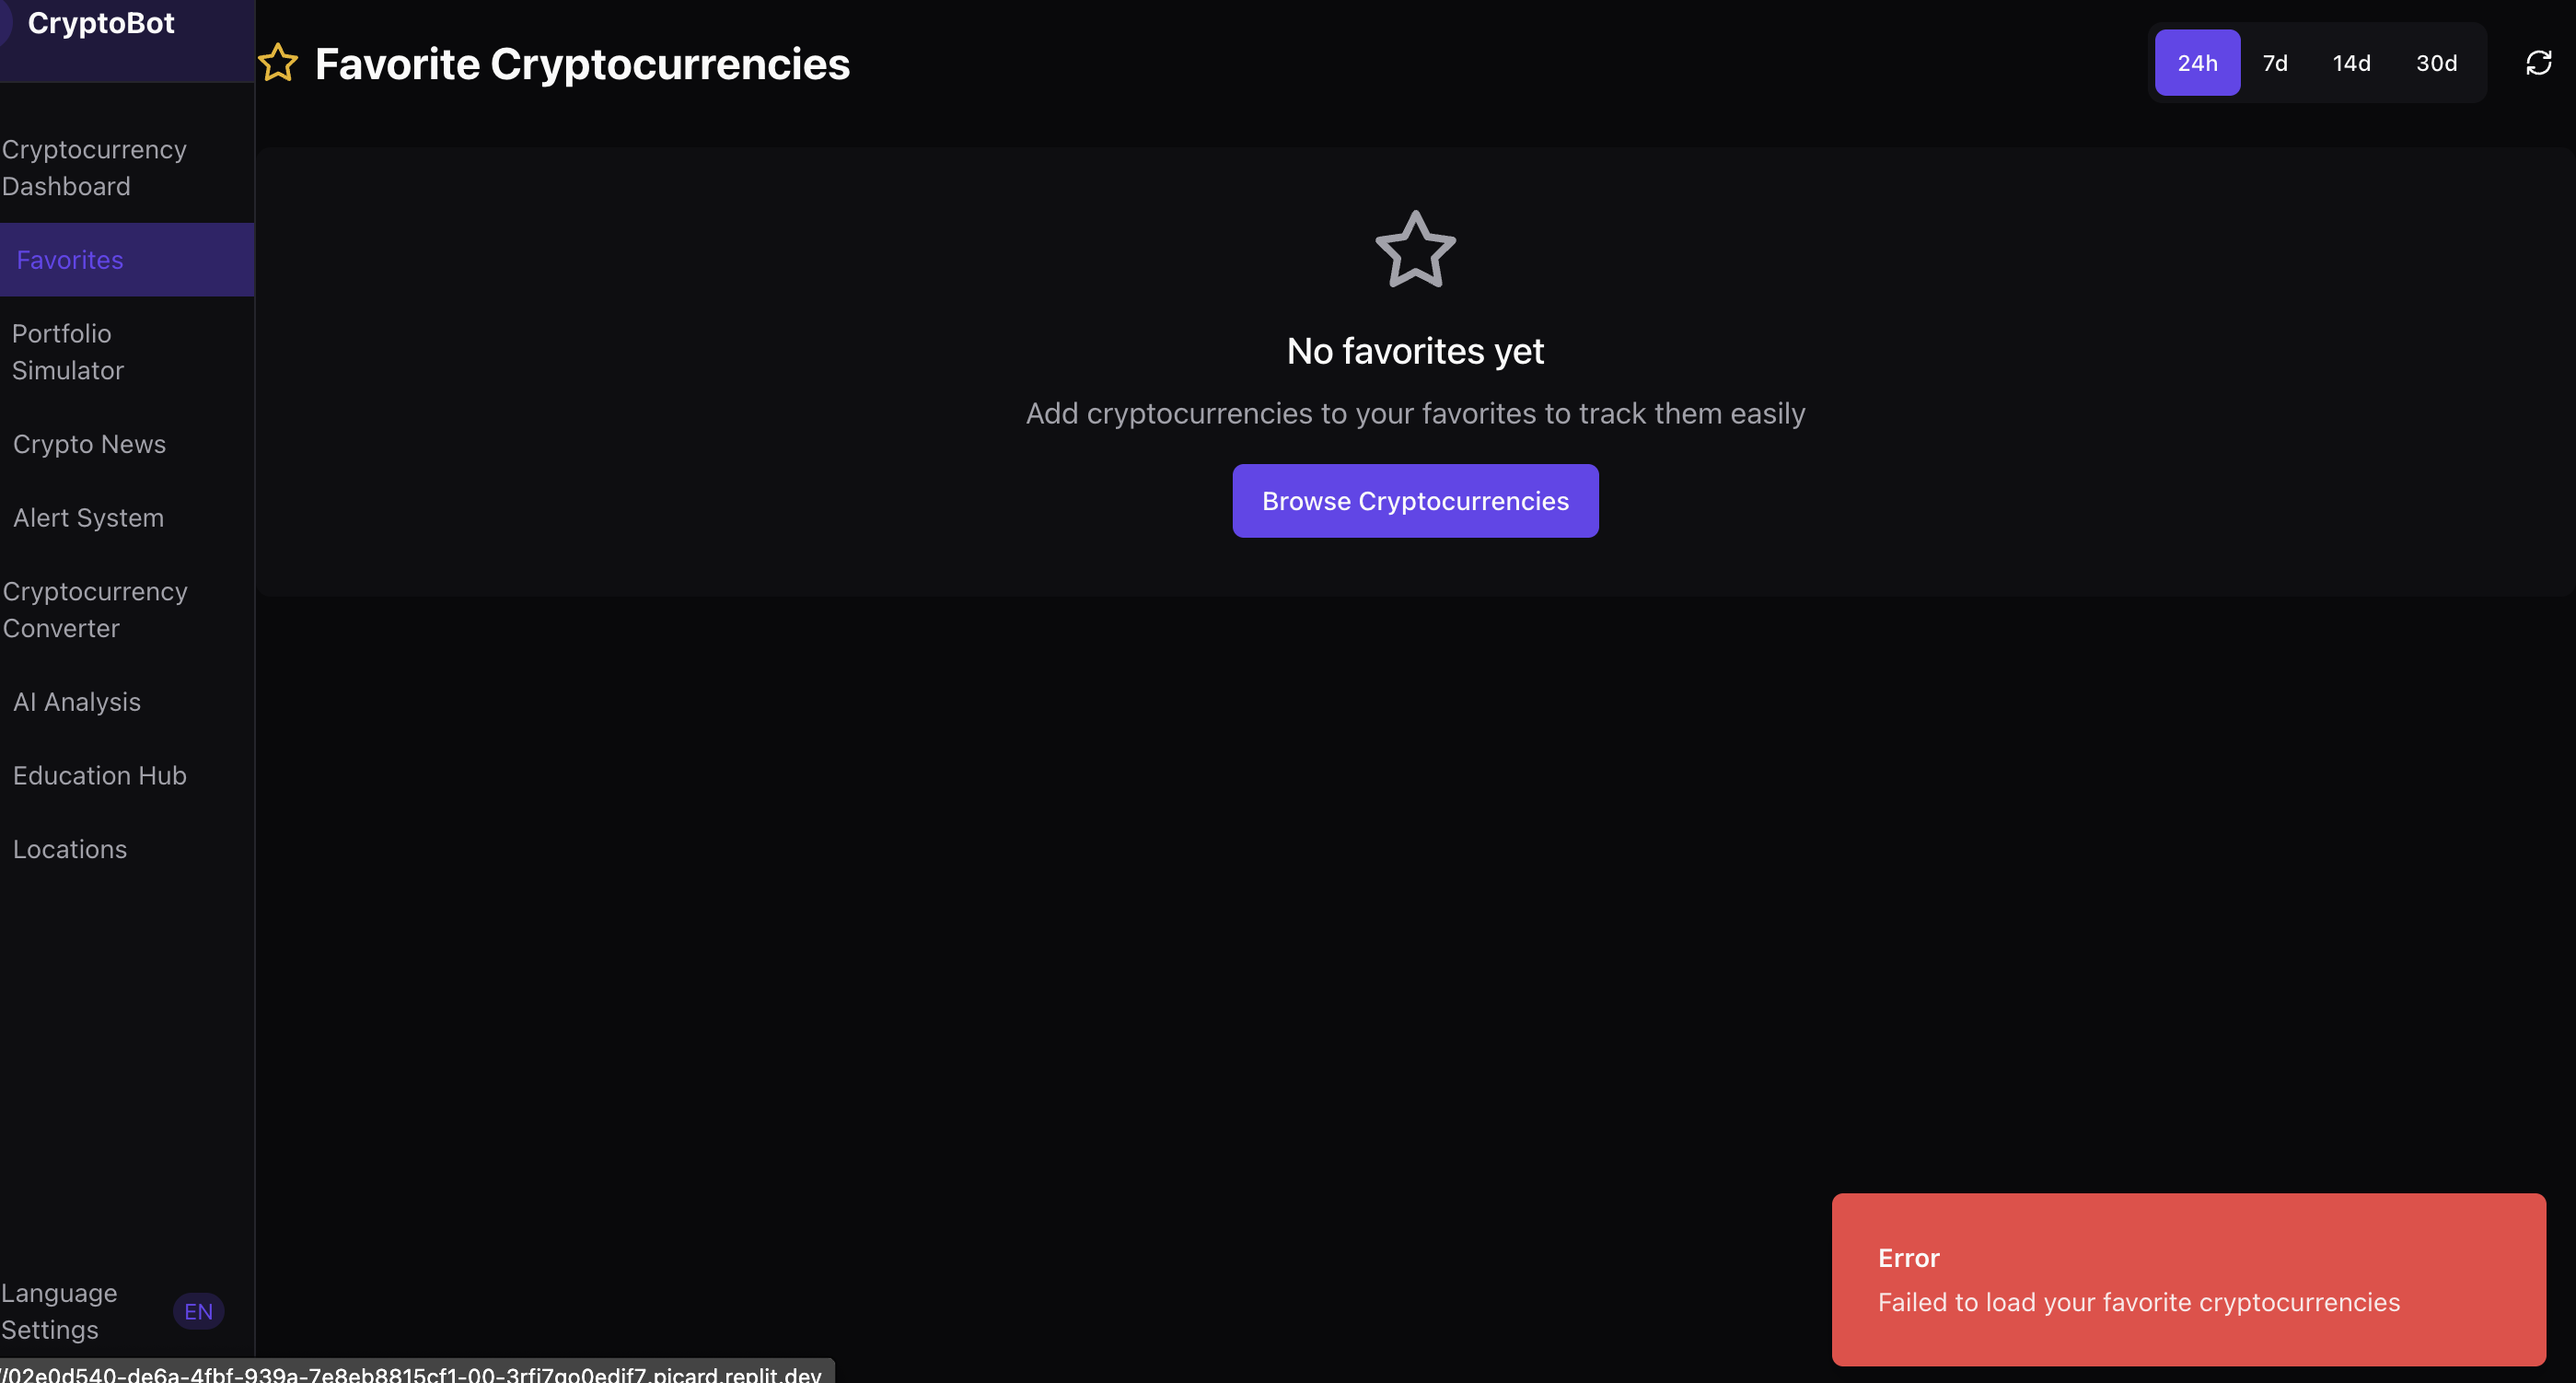 CryptoBot
Cryptocurrency
Dashboard
Favorites
Portfolio
Simulator
Crypto News
Alert System
Cryptocurrency
Converter
AI Analysis
Education Hub
Locations
Language
Settings
EN
Favorite Cryptocurrencies
24h 7d 14d 30d
No favorites yet
Add cryptocurrencies to your favorites to track them easily
Browse Cryptocurrencies
Error
Failed to load your favorite cryptocurrencies
//02e0d540-de6a-4fbf-939a-7e8eb8815cf1-00-3rfj7go0edjf7.picard.replit.dev